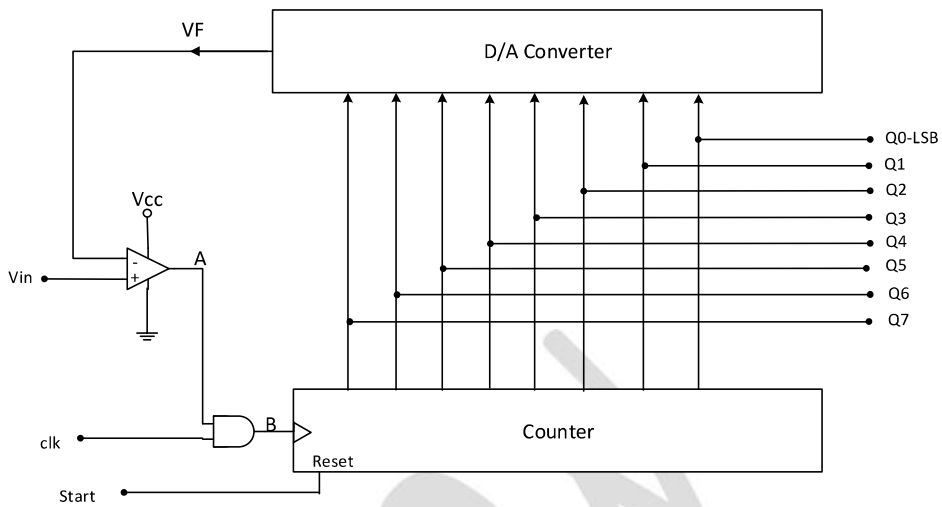 VF
D/A Converter
Q0-LSB
Q1
Q2
Vcc
Q3
Q4
A
Q5
Vin
-
+
Q6
Q7
B
Counter
clk
Reset
Start